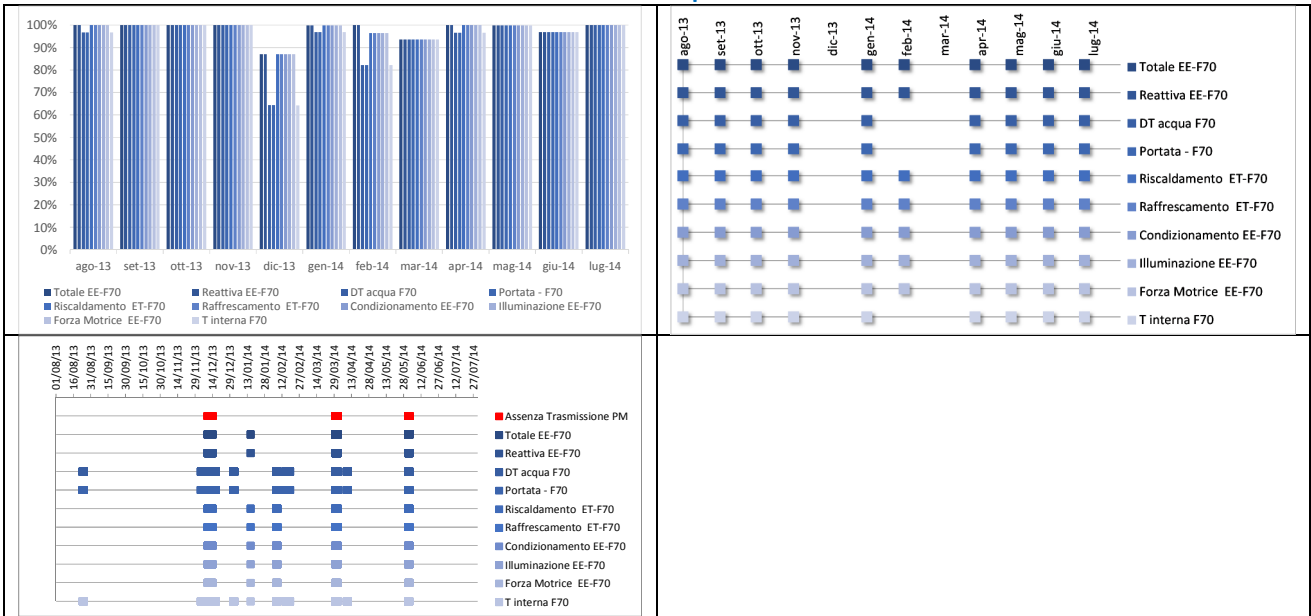 100%
90%
80%
70%
60%
50%
40%
30%
20%
10%
0%
ago-13 set-13 ott-13 nov-13 dic-13 gen-14 feb-14 mar-14 apr-14 mag-14 giu-14 lug-14
Totale EE-F70 Reattiva EE-F70 DT acqua F70 Portata - F70
Riscaldamento ET-F70 Raffrescamento ET-F70 Condizionamento EE-F70 Illuminazione EE-F70
Forza Motrice EE-F70 T interna F70
ago-13 set-13 ott-13 nov-13 dic-13 gen-14 feb-14 mar-14 apr-14 mag-14 giu-14 lug-14
Totale EE-F70
Reattiva EE-F70
DT acqua F70
Portata - F70
Riscaldamento ET-F70
Raffrescamento ET-F70
Condizionamento EE-F70
Illuminazione EE-F70
Forza Motrice EE-F70
T interna F70
01/08/13 16/08/13 31/08/13 15/09/13 30/09/13 15/10/13 30/10/13 14/11/13 29/11/13 14/12/13 29/12/13 13/01/14 28/01/14 12/02/14 27/02/14 14/03/14 29/03/14 13/04/14 28/04/14 13/05/14 28/05/14 12/06/14 27/06/14 12/07/14 27/07/14
Assenza Trasmissione PM
Totale EE-F70
Reattiva EE-F70
DT acqua F70
Portata - F70
Riscaldamento ET-F70
Raffrescamento ET-F70
Condizionamento EE-F70
Illuminazione EE-F70
Forza Motrice EE-F70
T interna F70